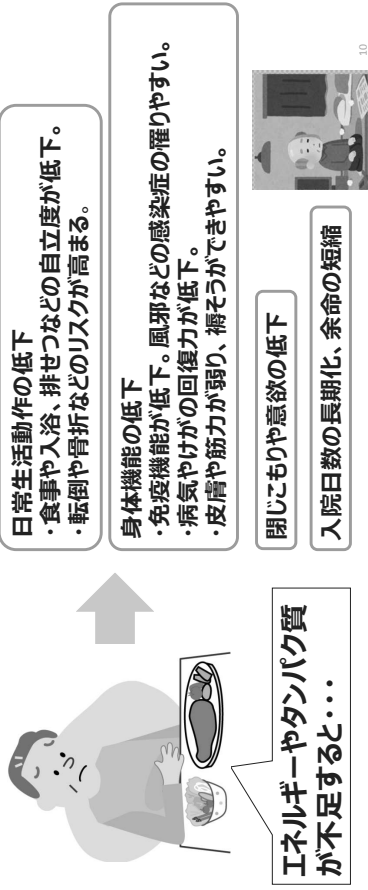 エネルギーやタンパク質
が不足すると・・・
日常生活動作の低下
・食事や入浴、排せつなどの自立度が低下。
・転倒や骨折などのリスクが高まる。
身体機能の低下
・免疫機能が低下。風邪などの感染症の罹りやすい。
・病気やけがの回復力が低下。
・皮膚や筋力が弱り、褥そうができやすい。
閉じこもりや意欲の低下
入院日数の長期化、余命の短縮
10